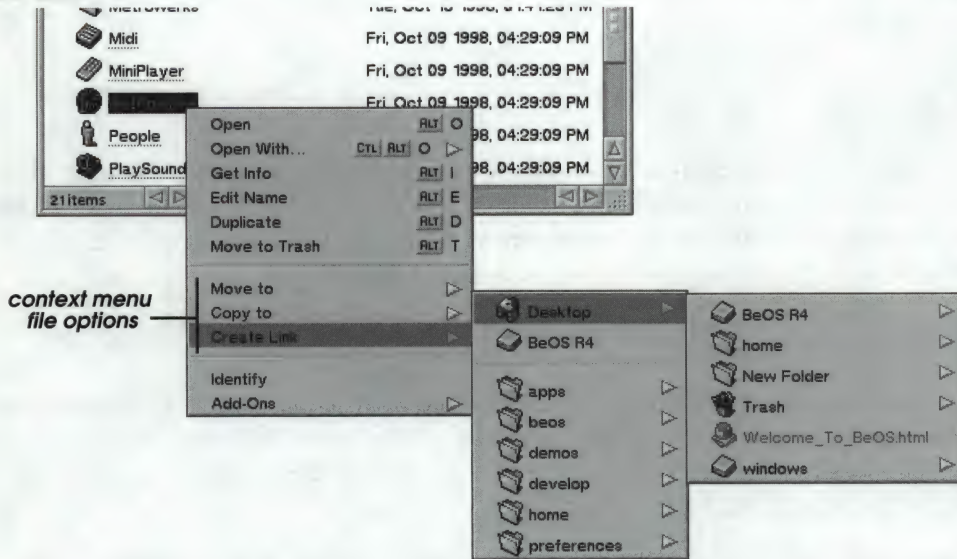 Midi Fri, Oct 09 1998, 04:29:09 PM
MiniPlayer Fri, Oct 09 1998, 04:29:09 PM
Fri, Oct 09 1998, 04:29:09 PM
People 98, 04:29:09 PM
PlaySound 98, 04:29:09 PM
21 items
Open ALT O
Open With... CTL ALT O
Get Info ALT I
Edit Name ALT E
Duplicate ALT D
Move to Trash ALT T
Move to
Copy to
Create Link
Identify
Add-Ons
context menu
file options
Desktop
BeOS R4
apps
beos
demos
develop
home
preferences
BeOS R4
home
New Folder
Trash
Welcome_To_BeOS.html
windows